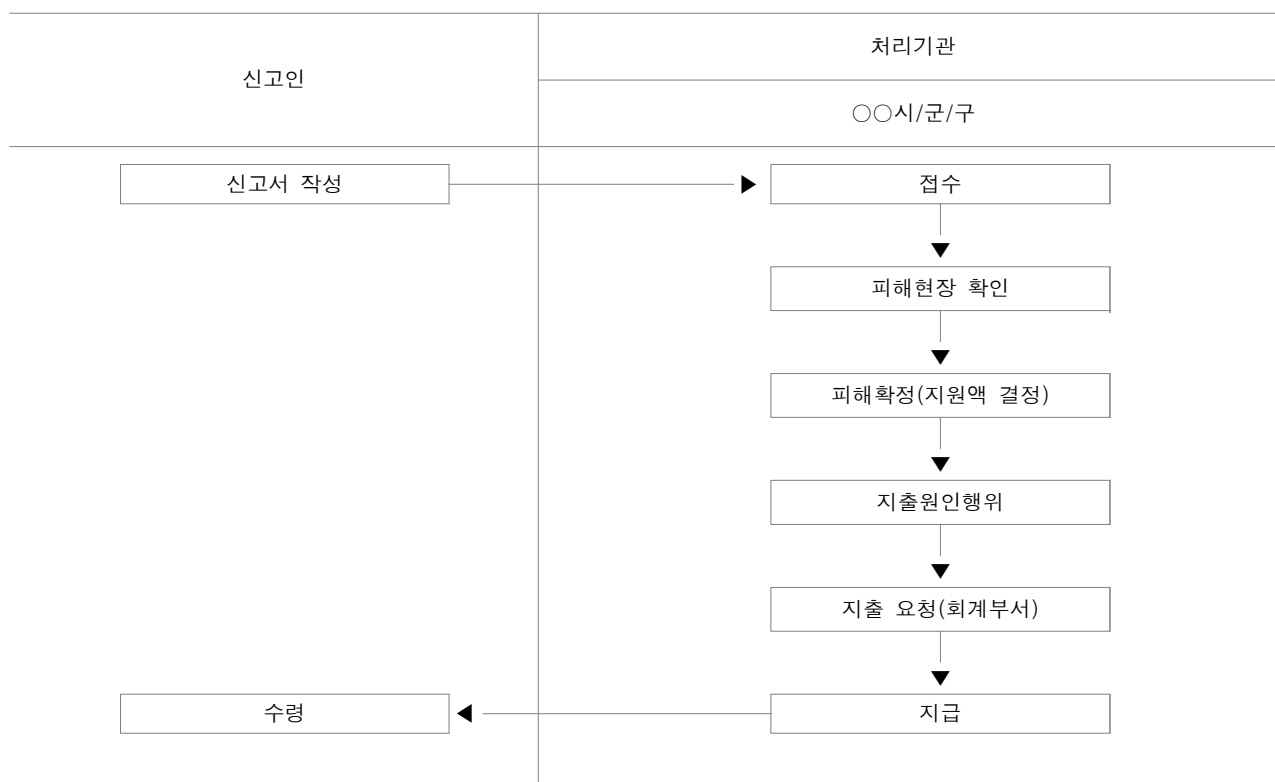 신고인
처리기관
○○시/군/구
신고서 작성
접수
피해현장 확인
피해확정(지원액 결정)
지출원인행위
지출 요청(회계부서)
수령
지급